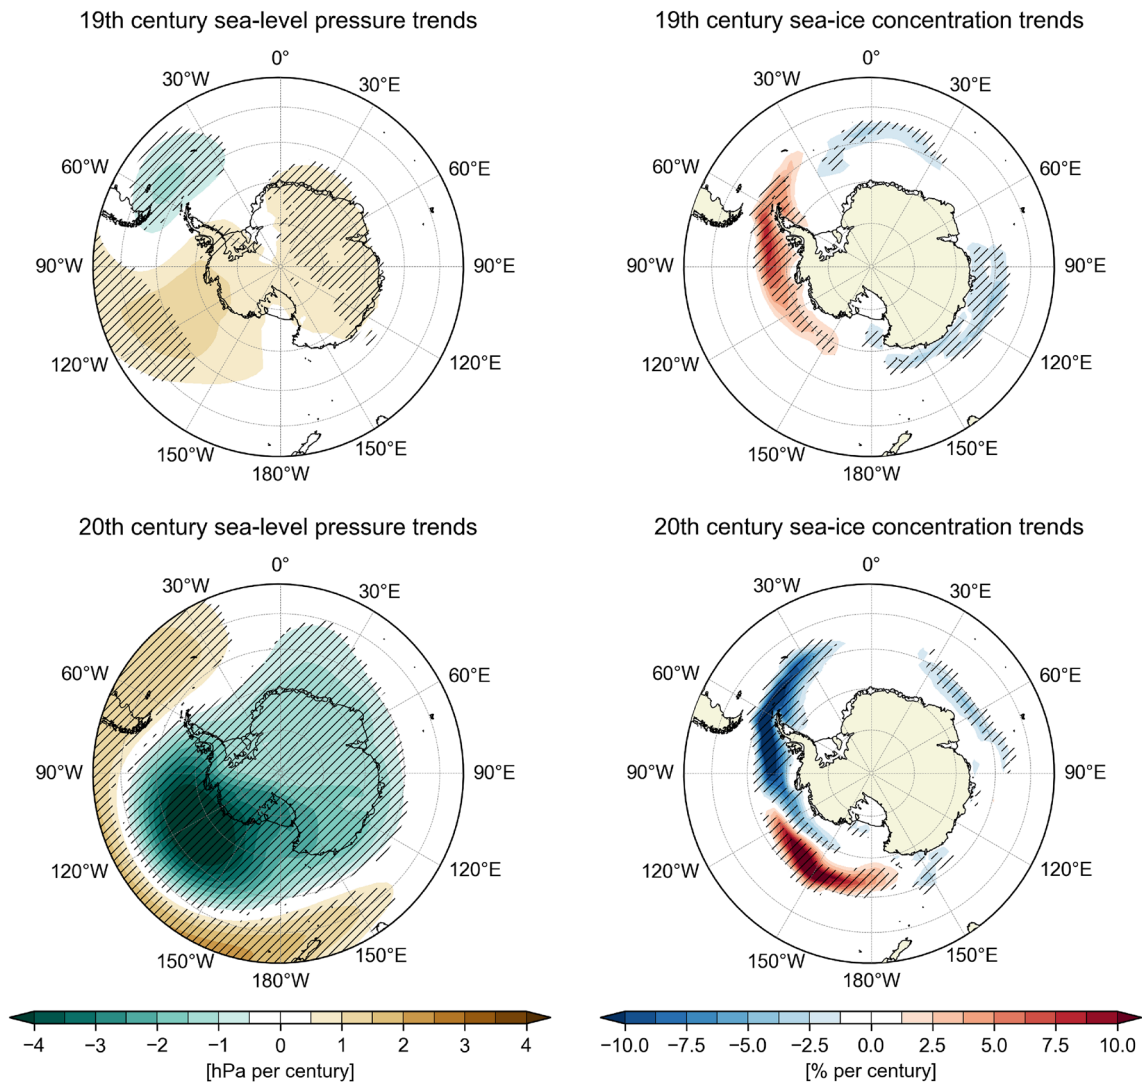 19th century sea-level pressure trends
19th century sea-ice concentration trends
0°
30°W
30°E
60°W
60°E
90°W
90°E
120°W
120°E
150°W
150°E
180°W
0°
30°W
30°E
60°W
60°E
90°W
90°E
120°W
120°E
150°W
150°E
180°W
20th century sea-level pressure trends
20th century sea-ice concentration trends
0°
30°W
30°E
60°W
60°E
90°W
90°E
120°W
120°E
150°W
150°E
180°W
0°
30°W
30°E
60°W
60°E
90°W
90°E
120°W
120°E
150°W
150°E
180°W
−4 −3 −2 −1 0 1 2 3 4
[hPa per century]
−10.0 −7.5 −5.0 −2.5 0.0 2.5 5.0 7.5 10.0
[% per century]